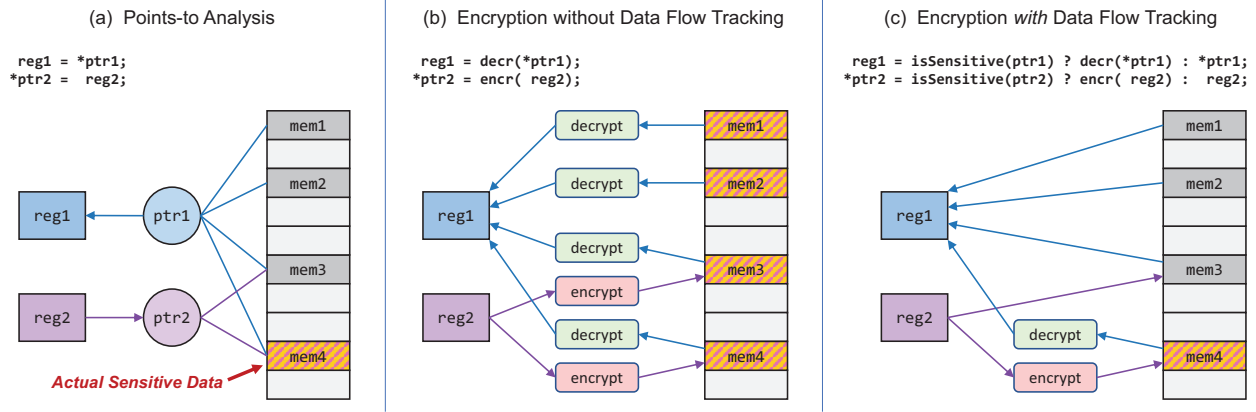 (a) Points-to Analysis
reg1 = *ptr1;
*ptr2 = reg2;
mem1
mem2
reg1
ptr1
mem3
reg2
ptr2
mem4
Actual Sensitive Data
(b) Encryption without Data Flow Tracking
reg1 = decr(*ptr1);
*ptr2 = encr( reg2);
decrypt
mem1
decrypt
mem2
reg1
decrypt
mem3
encrypt
reg2
decrypt
mem4
encrypt
(c) Encryption with Data Flow Tracking
reg1 = isSensitive(ptr1) ? decr(*ptr1) : *ptr1;
*ptr2 = isSensitive(ptr2) ? encr( reg2) : reg2;
mem1
mem2
reg1
mem3
reg2
decrypt
mem4
encrypt